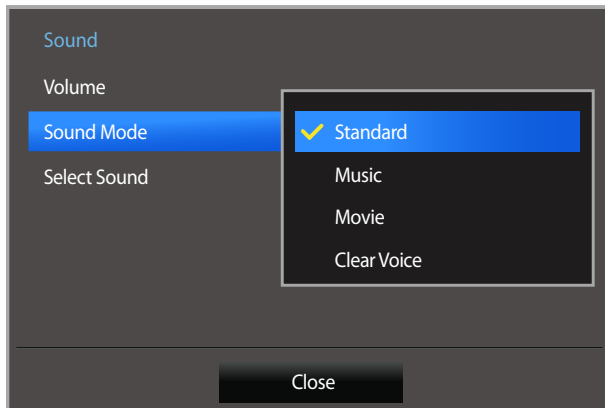 Sound
Volume
Sound Mode
Select Sound
Standard
Music
Movie
Clear Voice
Close